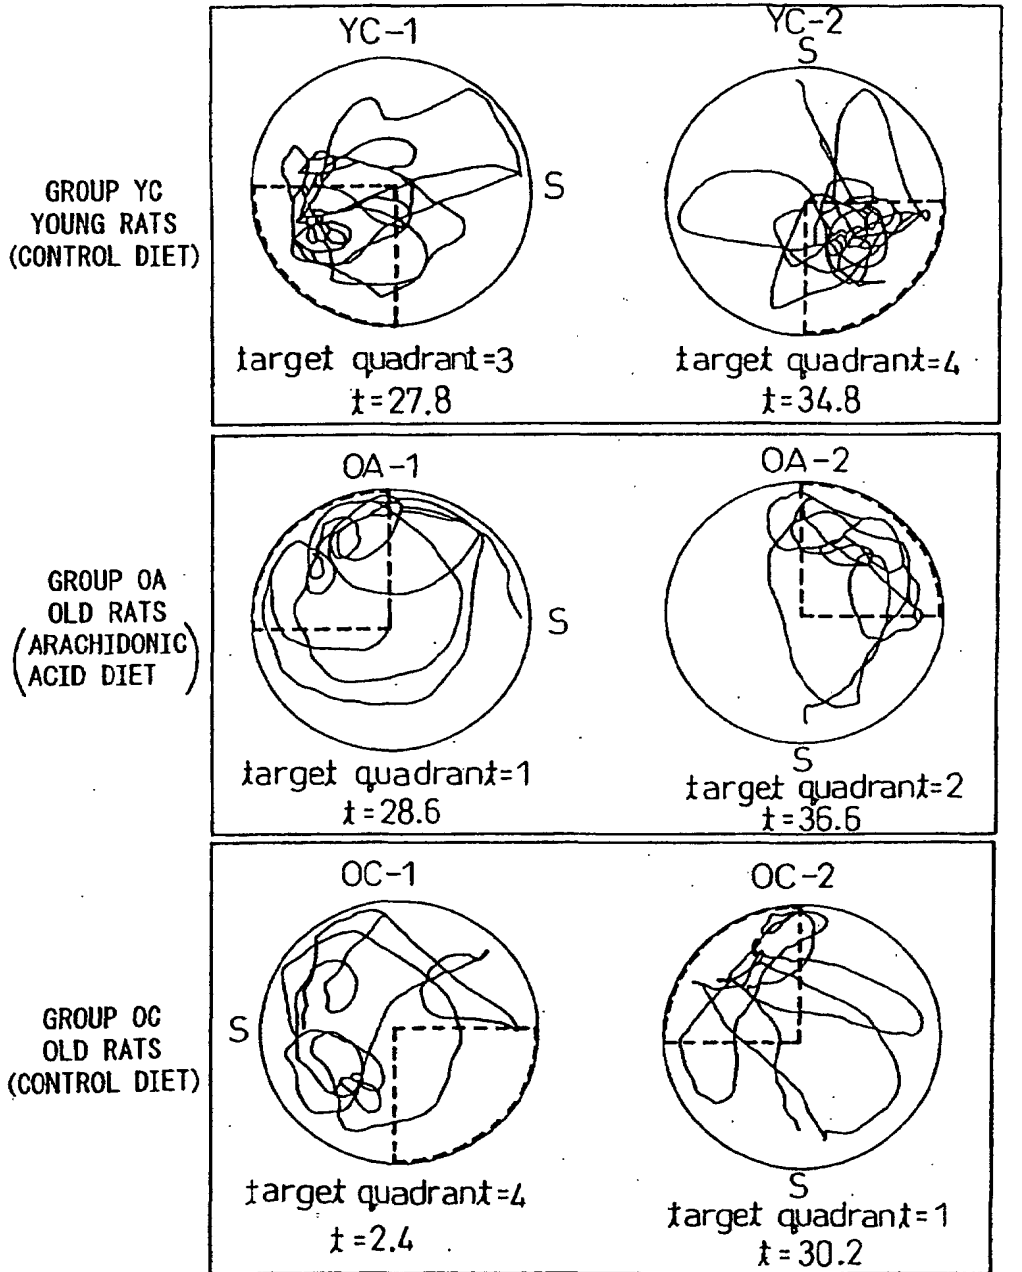 GROUP YC
YOUNG RATS
(CONTROL DIET)
YC-1
S
target quadrant=3
t=27.8
YC-2
S
target quadrant=4
t=34.8
GROUP OA
OLD RATS
(ARACHIDONIC
ACID DIET)
OA-1
S
target quadrant=1
t=28.6
OA-2
S
target quadrant=2
t=36.6
GROUP OC
OLD RATS
(CONTROL DIET)
OC-1
S
target quadrant=4
t=2.4
OC-2
S
target quadrant=1
t=30.2